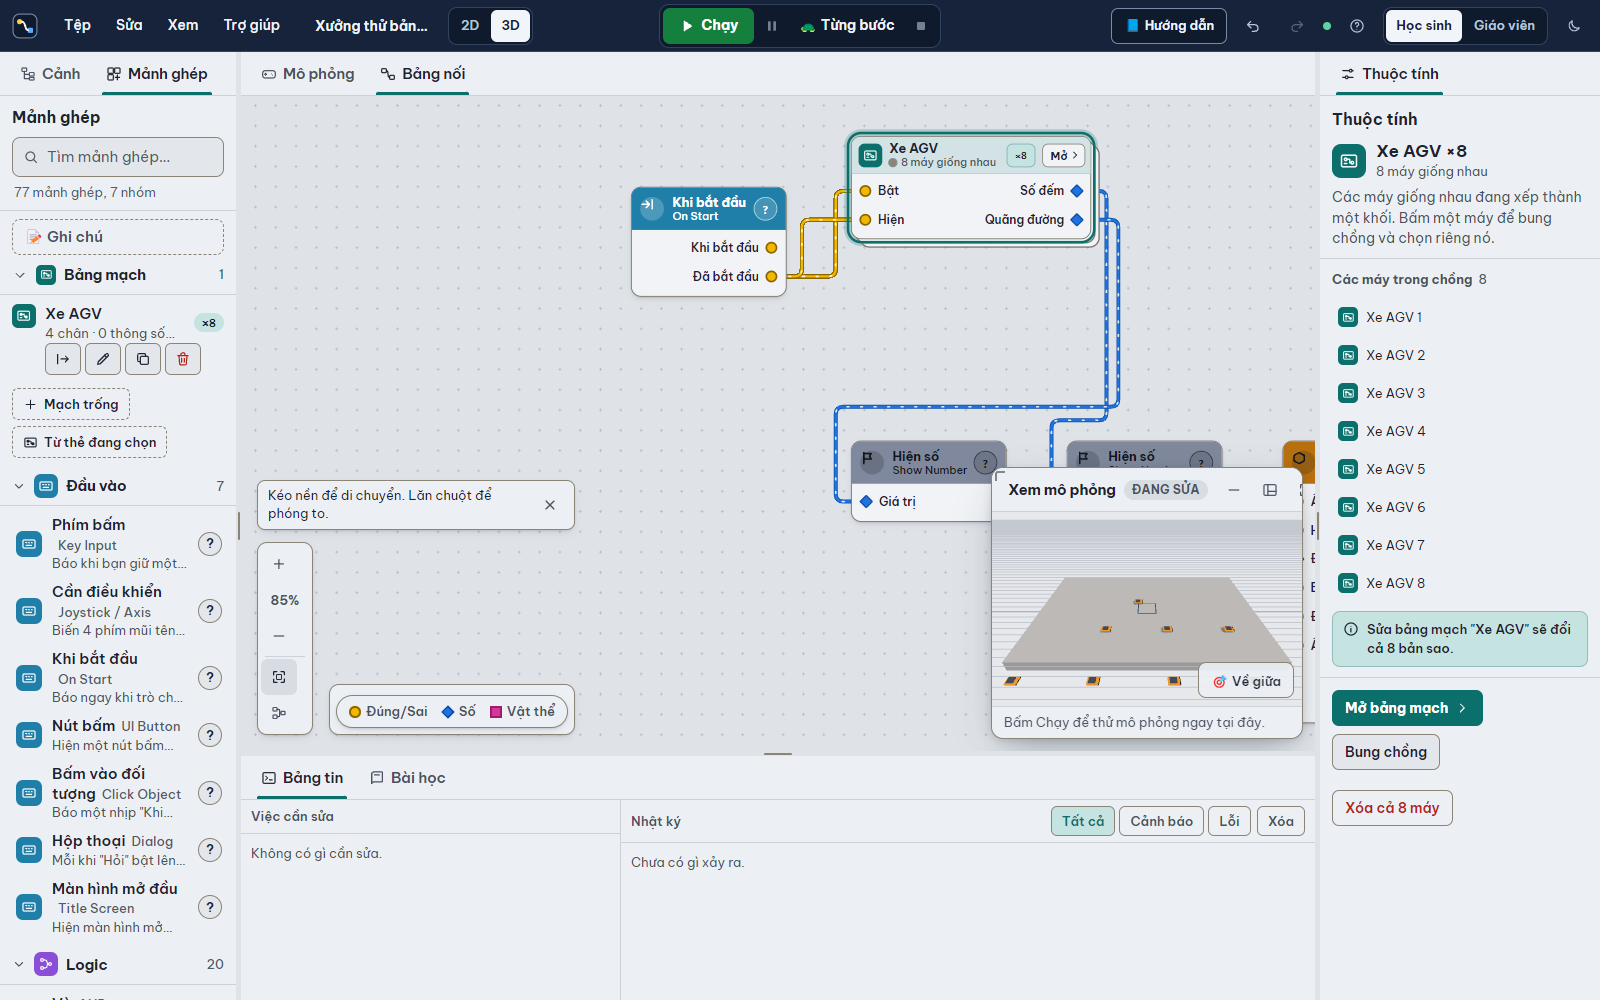 Tệp
Sửa
Xem
Trợ giúp
Xưởng thử bản...
2D
3D
Chạy
Từng bước
Hướng dẫn
Học sinh
Giáo viên
Cảnh
Mảnh ghép
Mô phỏng
Bảng nối
Thuộc tính
Mảnh ghép
Tìm mảnh ghép...
77 mảnh ghép, 7 nhóm
Ghi chú
Bảng mạch
1
Xe AGV
4 chân · 0 thông số...
×8
Mạch trống
Từ thẻ đang chọn
Đầu vào
7
Phím bấm
Key Input
Báo khi bạn giữ một...
?
Cần điều khiển
Joystick / Axis
Biến 4 phím mũi tên...
?
Khi bắt đầu
On Start
Báo ngay khi trò ch...
?
Nút bấm UI Button
Hiện một nút bấm...
?
Bấm vào đối
tượng Click Object
Báo một nhịp "Khi...
?
Hộp thoại Dialog
Mỗi khi "Hỏi" bật lên...
?
Màn hình mở đầu
Title Screen
Hiện màn hình mở...
?
Logic
20
Khi bắt đầu
On Start
?
Khi bắt đầu
Đã bắt đầu
Xe AGV
8 máy giống nhau
×8
Mở
Bật
Số đếm
Hiện
Quãng đường
Hiện số
Show Number
?
Giá trị
Hiện số
?
Kéo nền để di chuyển. Lăn chuột để
phóng to.
85%
Đúng/Sai
Số
Vật thể
Xem mô phỏng
ĐANG SỬA
Về giữa
Bấm Chạy để thử mô phỏng ngay tại đây.
Bảng tin
Bài học
Việc cần sửa
Không có gì cần sửa.
Nhật ký
Tất cả
Cảnh báo
Lỗi
Xóa
Chưa có gì xảy ra.
Thuộc tính
Xe AGV ×8
8 máy giống nhau
Các máy giống nhau đang xếp thành
một khối. Bấm một máy để bung
chồng và chọn riêng nó.
Các máy trong chồng 8
Xe AGV 1
Xe AGV 2
Xe AGV 3
Xe AGV 4
Xe AGV 5
Xe AGV 6
Xe AGV 7
Xe AGV 8
Sửa bảng mạch "Xe AGV" sẽ đổi
cả 8 bản sao.
Mở bảng mạch
Bung chồng
Xóa cả 8 máy